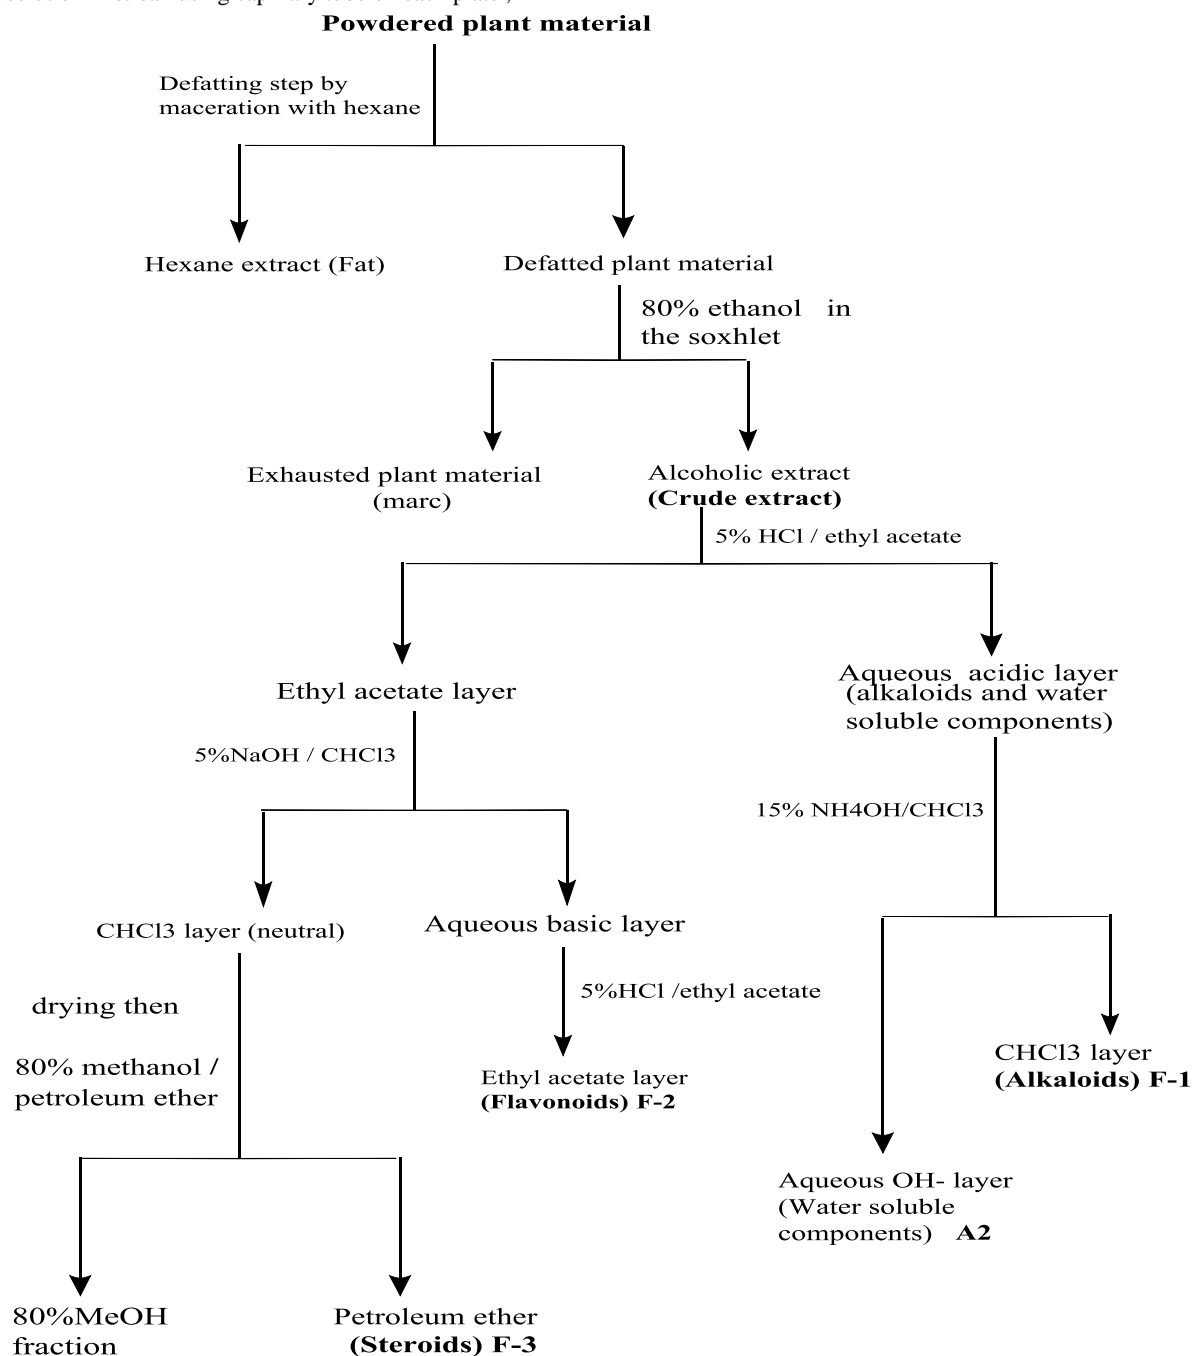 Powdered plant material
Defatting step by
maceration with hexane
Hexane extract (Fat)
Defatted plant material
80% ethanol in
the soxhlet
Exhausted plant material
(marc)
Alcoholic extract
(Crude extract)
5% HCl / ethyl acetate
Ethyl acetate layer
Aqueous acidic layer
(alkaloids and water
soluble components)
5%NaOH / CHCl3
15% NH4OH/CHCl3
CHCl3 layer (neutral)
Aqueous basic layer
drying then
80% methanol /
petroleum ether
5%HCl /ethyl acetate
Ethyl acetate layer
(Flavonoids) F-2
CHCl3 layer
(Alkaloids) F-1
Aqueous OH- layer
(Water soluble
components) A2
80%MeOH
fraction
Petroleum ether
(Steroids) F-3